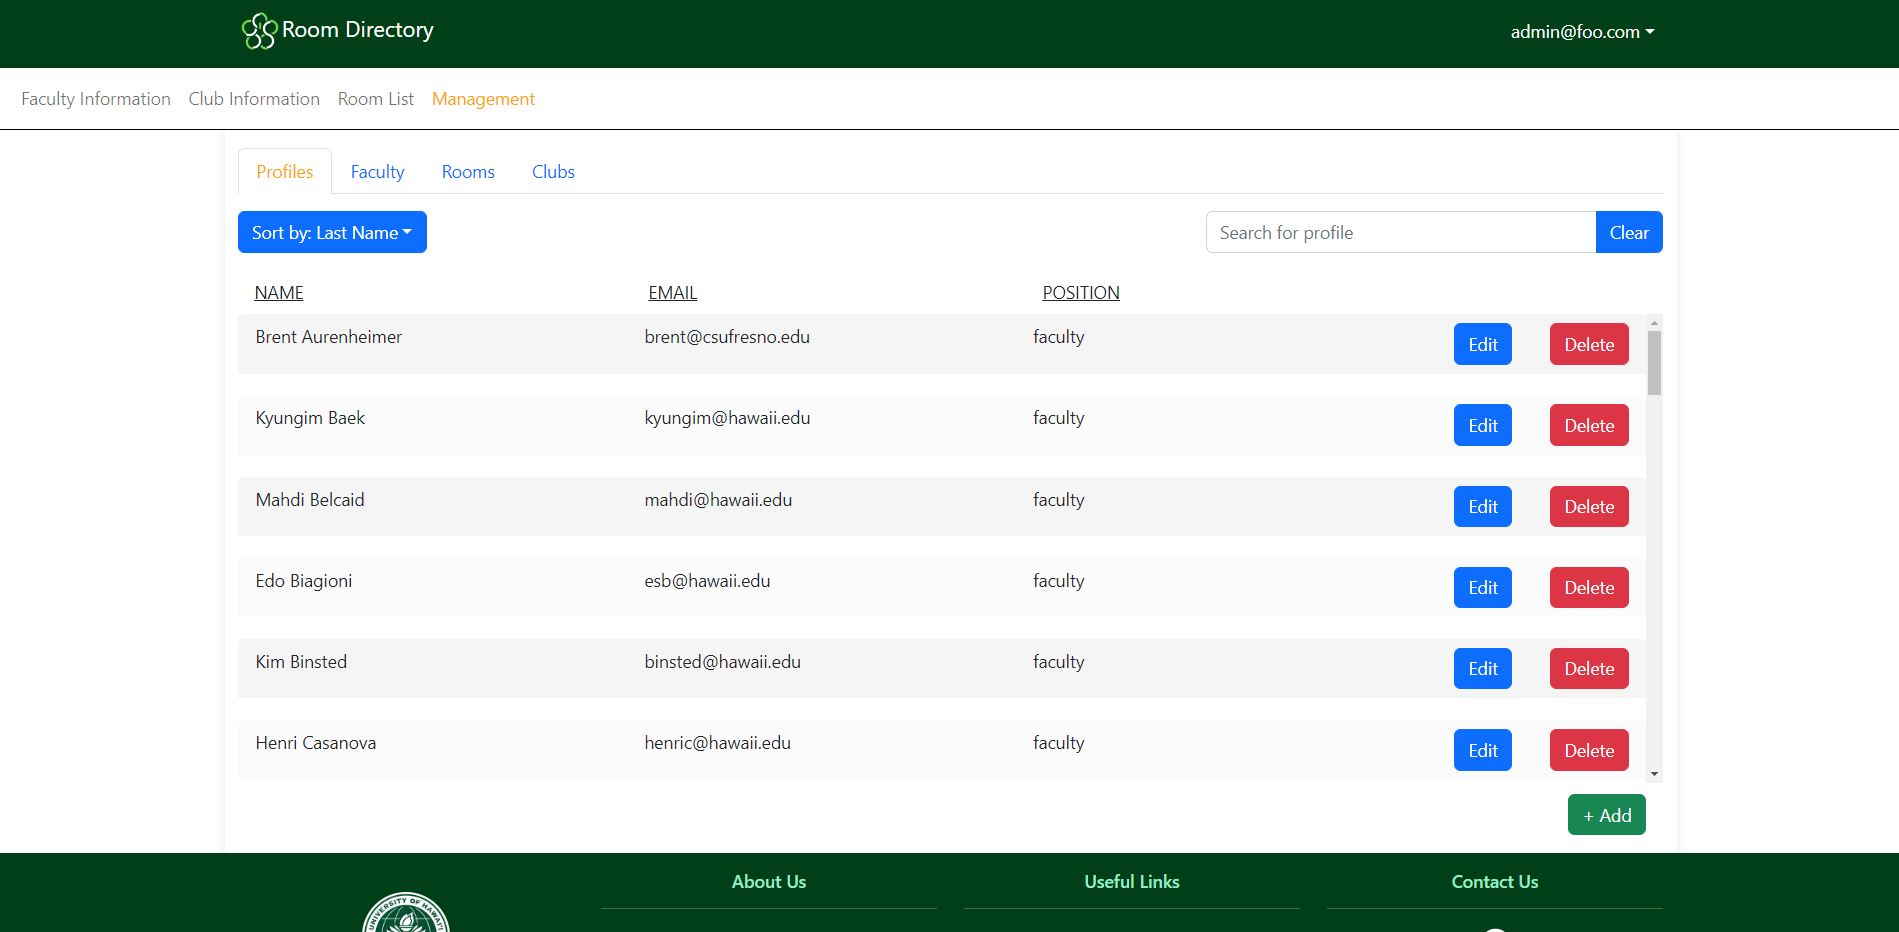 Room Directory
admin@foo.com
Faculty Information Club Information Room List Management
Profiles Faculty Rooms Clubs
Sort by: Last Name Search for profile Clear
NAME EMAIL POSITION
Brent Aurenheimer brent@csufresno.edu faculty Edit Delete
Kyungim Baek kyungim@hawaii.edu faculty Edit Delete
Mahdi Belcaid mahdi@hawaii.edu faculty Edit Delete
Edo Biagioni esb@hawaii.edu faculty Edit Delete
Kim Binsted binsted@hawaii.edu faculty Edit Delete
Henri Casanova henric@hawaii.edu faculty Edit Delete
+ Add
About Us Useful Links Contact Us
UNIVERSITY OF HAWAI'I